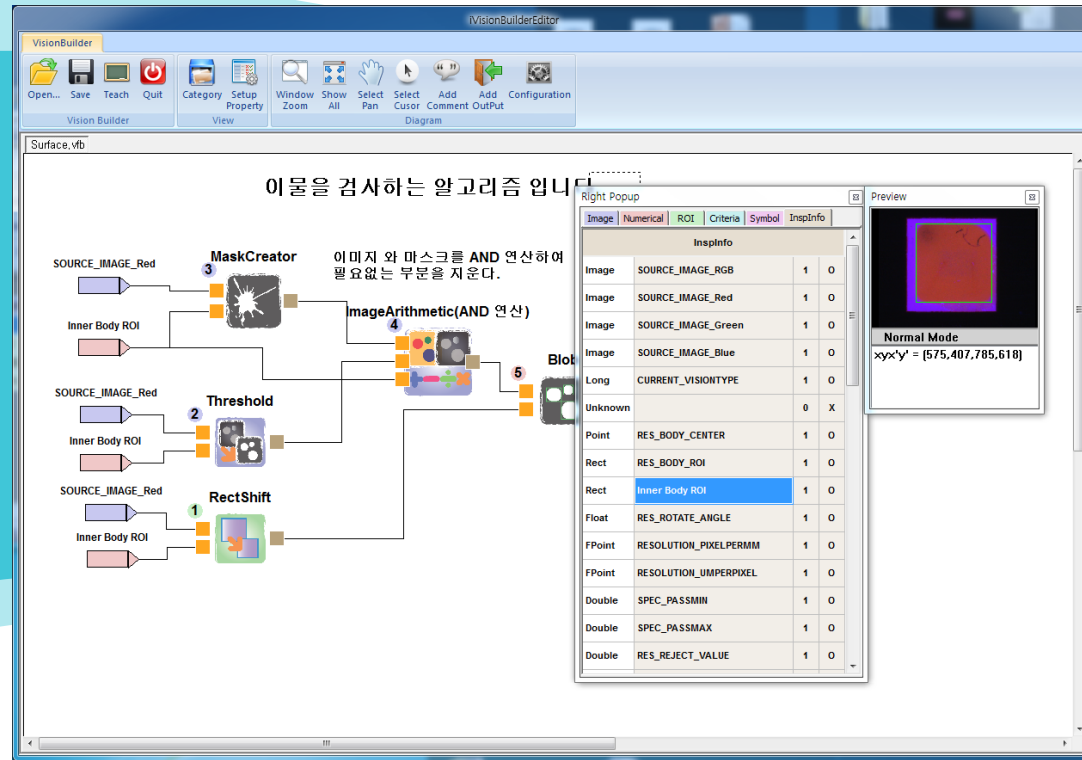 iVisionBuilderEditor
VisionBuilder
Open... Save Teach Quit Category Setup Property Window Zoom Show All Select Pan Select Cusor Add Comment Add OutPut Configuration
Vision Builder View Diagram
Surface.vfb
이물을 검사하는 알고리즘 입니다
SOURCE_IMAGE_Red
3
MaskCreator
Inner Body ROI
이미지 와 마스크를 AND 연산하여
필요없는 부분을 지운다.
ImageArithmetic(AND 연산)
4
5
Blob
SOURCE_IMAGE_Red
2
Threshold
Inner Body ROI
SOURCE_IMAGE_Red
1
RectShift
Inner Body ROI
Right Popup
Image Numerical ROI Criteria Symbol InspInfo
InspInfo
Image SOURCE_IMAGE_RGB 1 O
Image SOURCE_IMAGE_Red 1 O
Image SOURCE_IMAGE_Green 1 O
Image SOURCE_IMAGE_Blue 1 O
Long CURRENT_VISIONTYPE 1 O
Unknown 0 X
Point RES_BODY_CENTER 1 O
Rect RES_BODY_ROI 1 O
Rect Inner Body ROI 1 O
Float RES_ROTATE_ANGLE 1 O
FPoint RESOLUTION_PIXELPERMM 1 O
FPoint RESOLUTION_UMPERPIXEL 1 O
Double SPEC_PASSMIN 1 O
Double SPEC_PASSMAX 1 O
Double RES_REJECT_VALUE 1 O
Preview
Normal Mode
xyx'y' = (575,407,785,618)